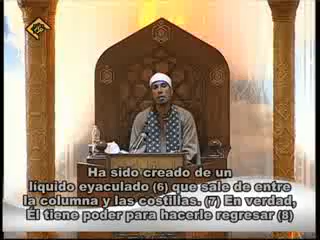 Ha sido creado de un
líquido eyaculado (6) que sale de entre
la columna y las costillas. (7) En verdad,
Él tiene poder para hacerle regresar (8)